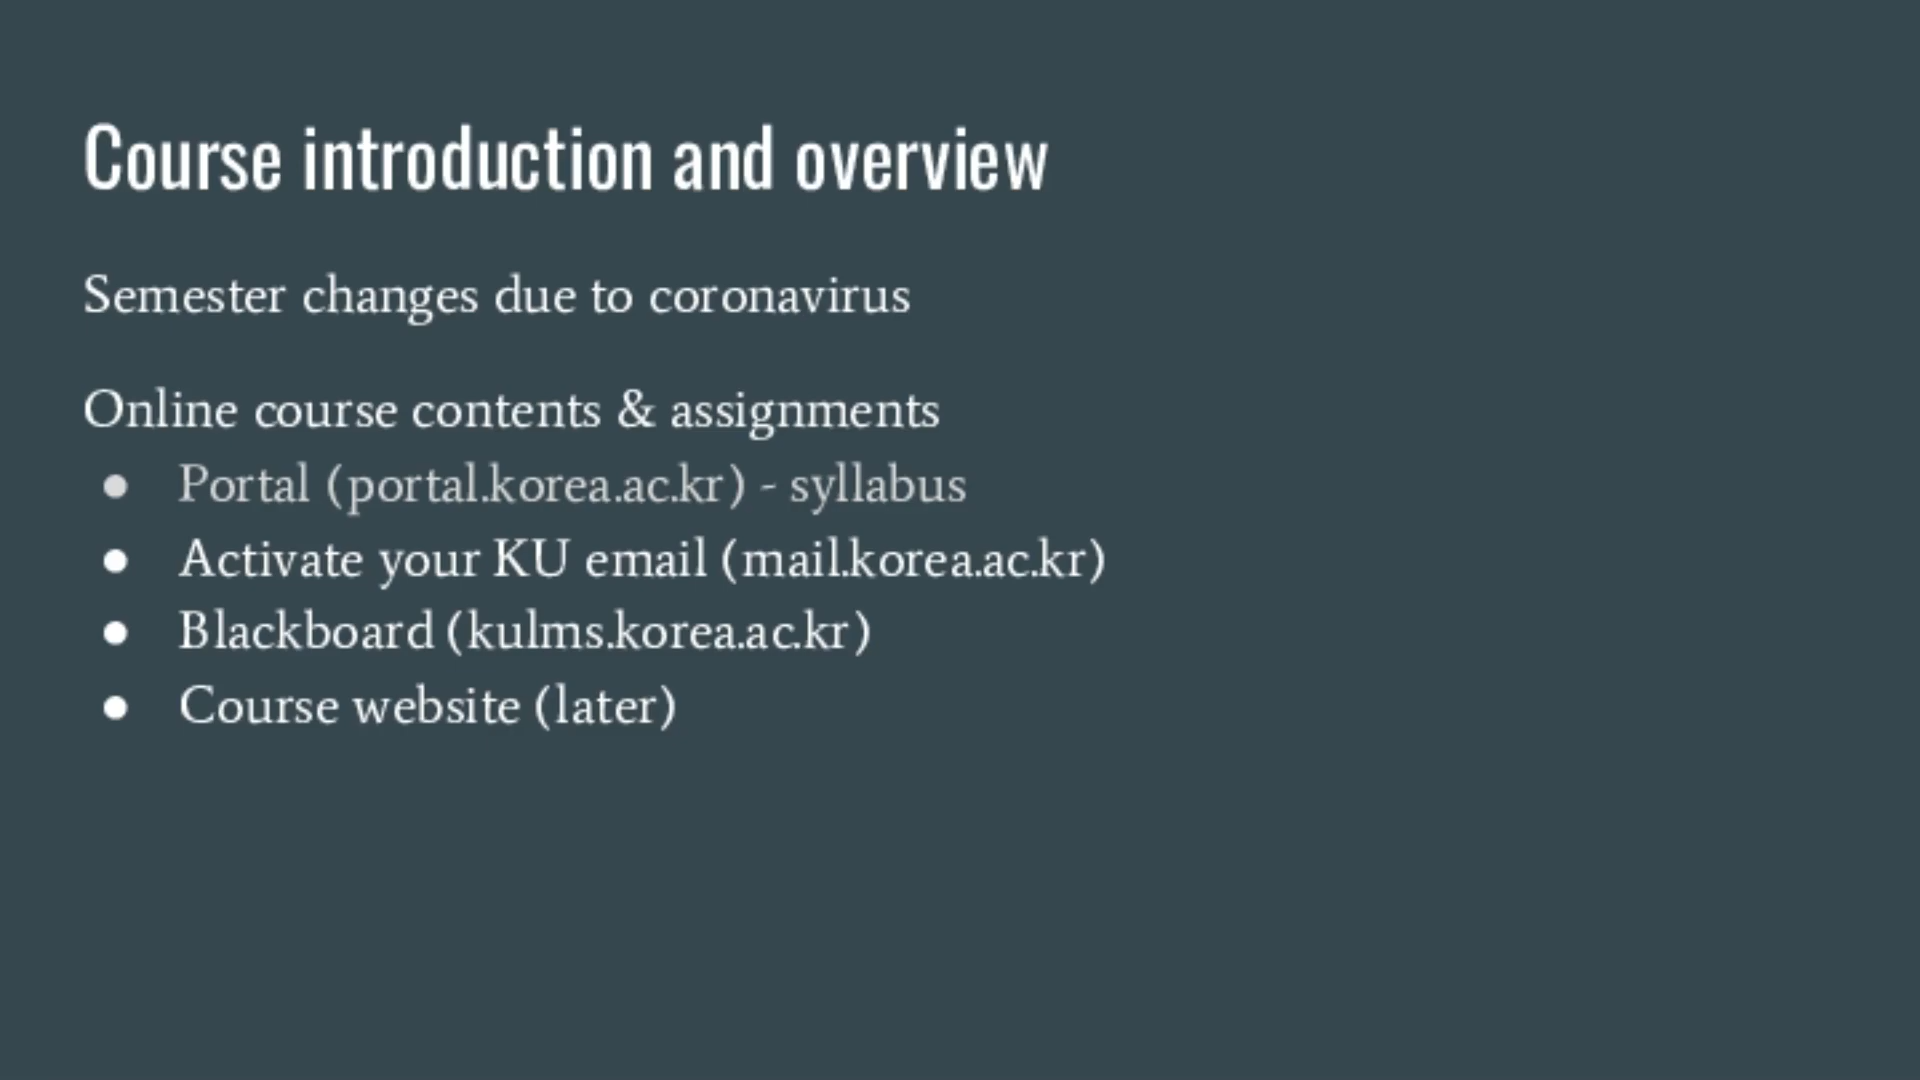 Course introduction and overview
Semester changes due to coronavirus
Online course contents & assignments
● Portal (portal.korea.ac.kr) - syllabus
● Activate your KU email (mail.korea.ac.kr)
● Blackboard (kulms.korea.ac.kr)
● Course website (later)